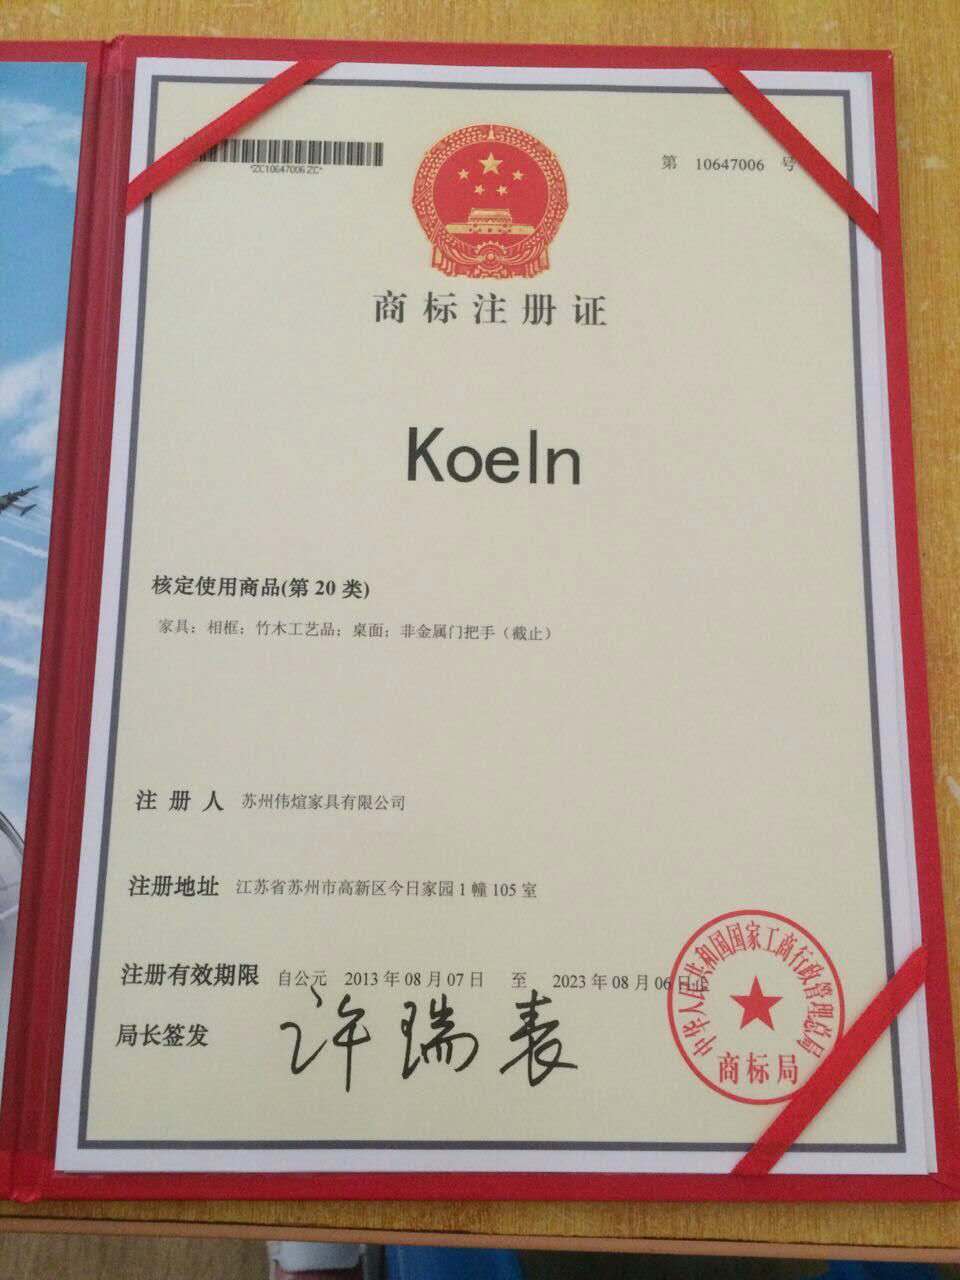 *ZC10647006ZC*
第 10647006 号
商标注册证
Koeln
核定使用商品(第 20 类)
家具；相框；竹木工艺品；桌面；非金属门把手（截止）
注 册 人 苏州伟煊家具有限公司
注册地址 江苏省苏州市高新区今日家园 1 幢 105 室
注册有效期限 自公元 2013 年 08 月 07 日 至 2023 年 08 月 06 日止
局长签发 许瑞表
中华人民共和国国家工商行政管理总局
商标局